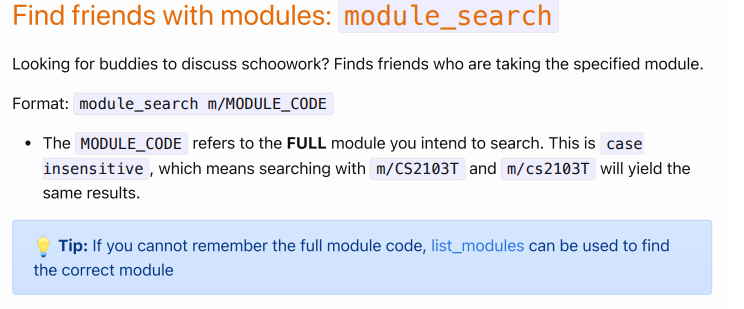 Find friends with modules: module_search
Looking for buddies to discuss schoowork? Finds friends who are taking the specified module.
Format: module_search m/MODULE_CODE
• The MODULE_CODE refers to the FULL module you intend to search. This is case
insensitive , which means searching with m/CS2103T and m/cs2103T will yield the
same results.
💡 Tip: If you cannot remember the full module code, list_modules can be used to find
the correct module